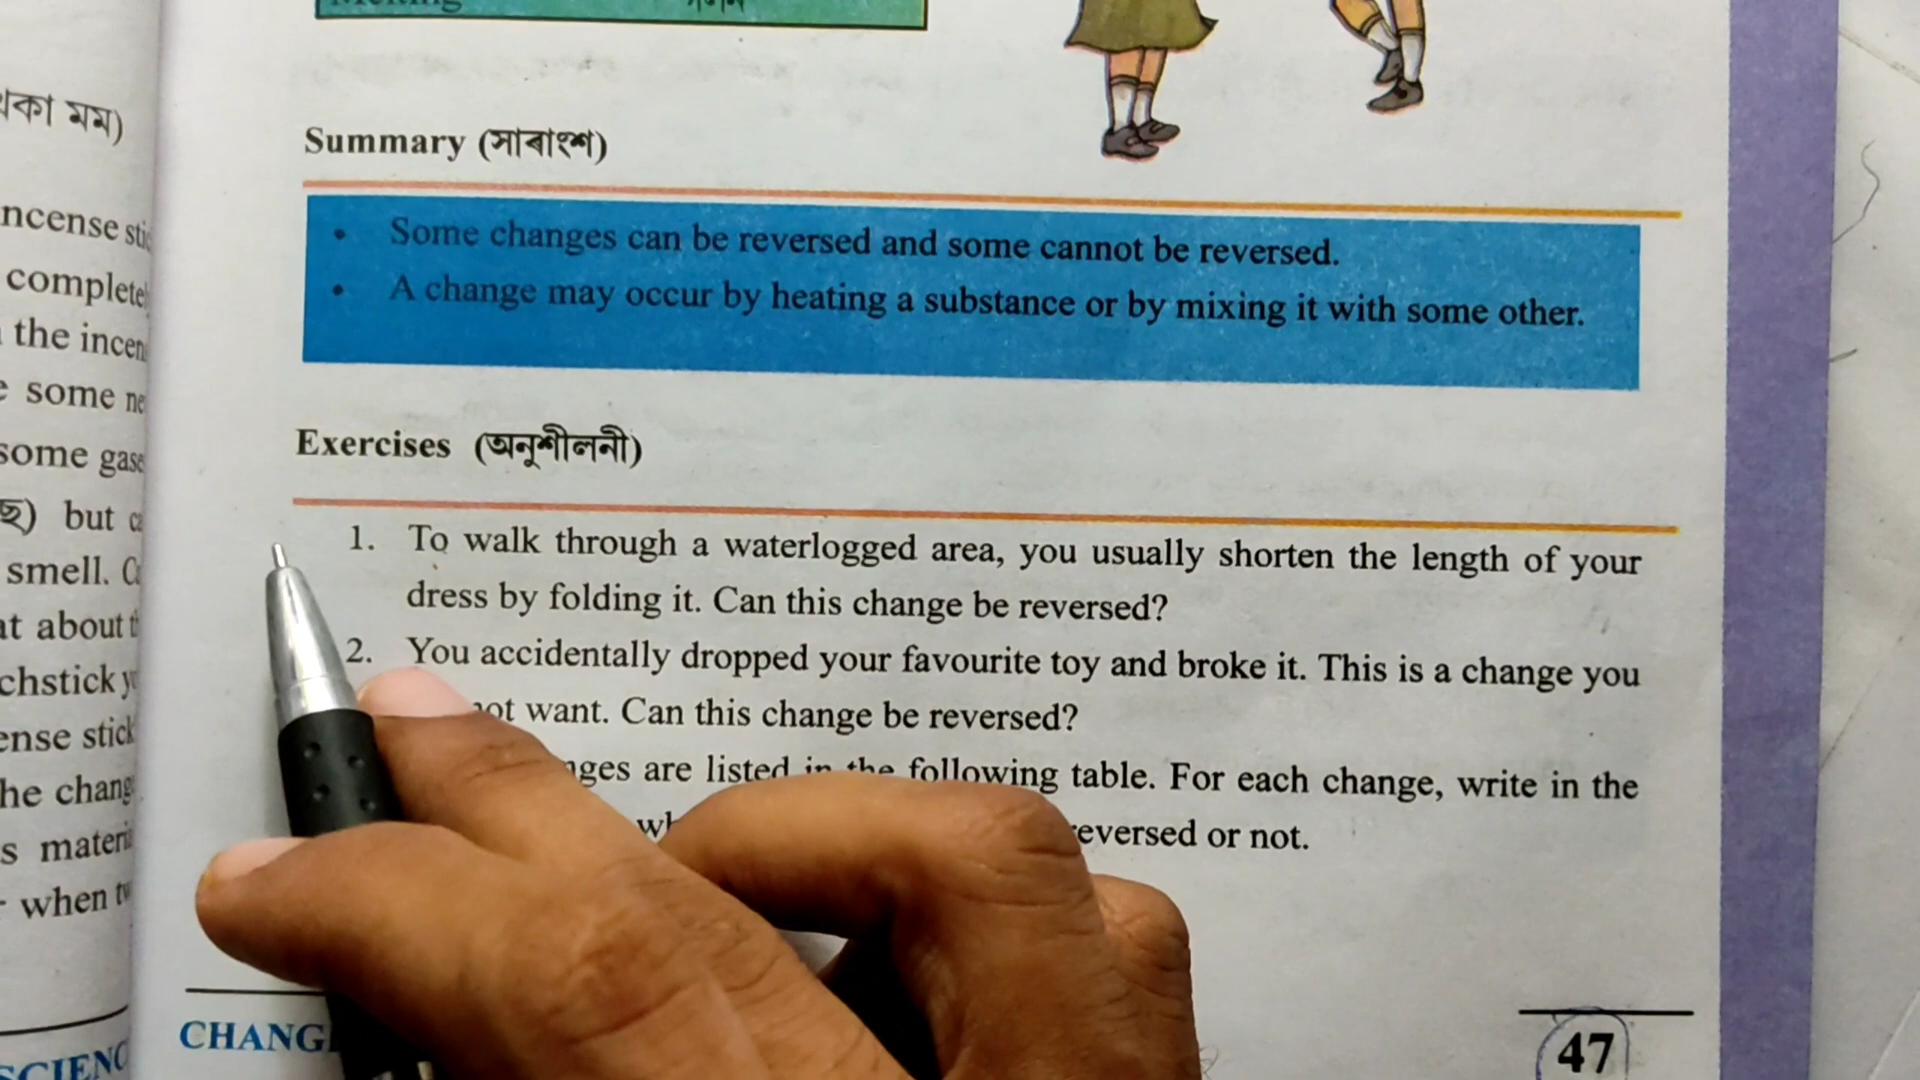 থকা মম)
ncense
complete
the incen
some
some gase
but
smell.
at about
chstick
ense stick
he chang
s materi
when
SCIENC
Melting
Summary (সাৰাংশ)
• Some changes can be reversed and some cannot be reversed.
• A change may occur by heating a substance or by mixing it with some other.
Exercises (অনুশীলনী)
1. To walk through a waterlogged area, you usually shorten the length of your
dress by folding it. Can this change be reversed?
2. You accidentally dropped your favourite toy and broke it. This is a change you
not want. Can this change be reversed?
nges are listed in the following table. For each change, write in the
wh reversed or not.
CHANG
47